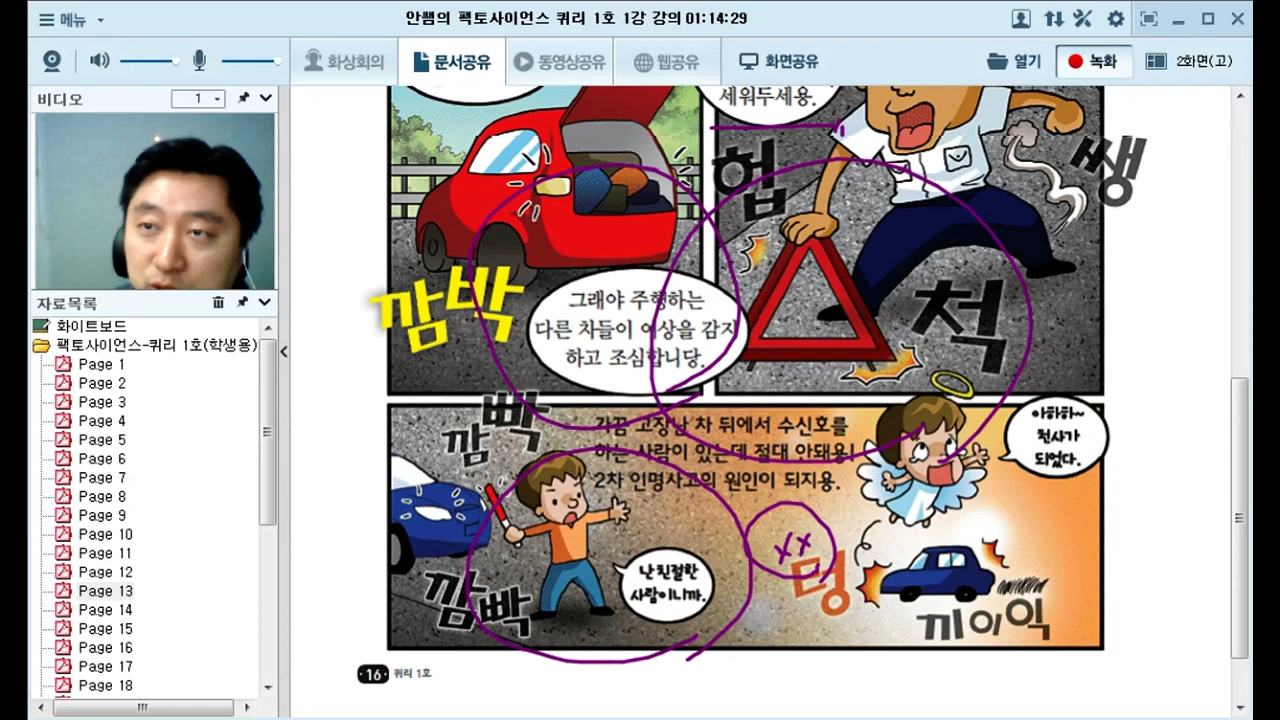 메뉴
안쌤의 팩토사이언스 퀴리 1호 1강 강의 01:14:29
화상회의
문서공유
동영상공유
웹공유
화면공유
열기
녹화
2화면(고)
비디오
1
자료목록
화이트보드
팩토사이언스-퀴리 1호(학생용)
Page 1
Page 2
Page 3
Page 4
Page 5
Page 6
Page 7
Page 8
Page 9
Page 10
Page 11
Page 12
Page 13
Page 14
Page 15
Page 16
Page 17
Page 18
세워두세용.
헙
쌩
깜박
그래야 주행하는
다른 차들이 이상을 감지
하고 조심합니당.
척
깜빡
가끔 고장난 차 뒤에서 수신호를
하는 사람이 있는데 절대 안돼용!
2차 인명사고의 원인이 되지용.
아하하~
천사가
되었다.
깜빡
난 친절한
사람이니까.
XX
덩
끼이익
16 퀴리 1호